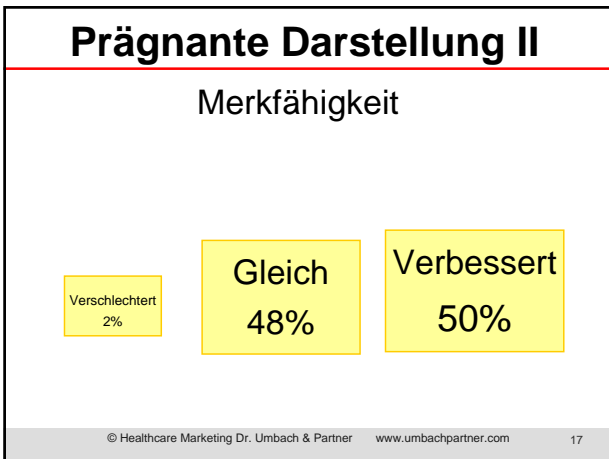 Prägnante Darstellung II
Merkfähigkeit
Verschlechtert
2%
Gleich
48%
Verbessert
50%
© Healthcare Marketing Dr. Umbach & Partner www.umbachpartner.com 17